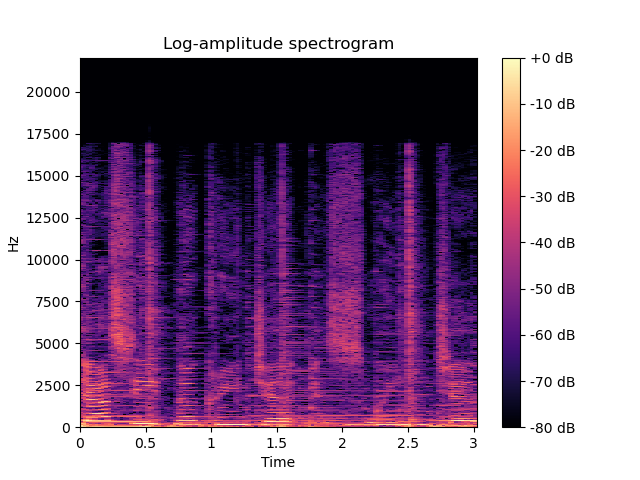 Log-amplitude spectrogram
Hz
20000
17500
15000
12500
10000
7500
5000
2500
0
0 0.5 1 1.5 2 2.5 3
Time
+0 dB
-10 dB
-20 dB
-30 dB
-40 dB
-50 dB
-60 dB
-70 dB
-80 dB